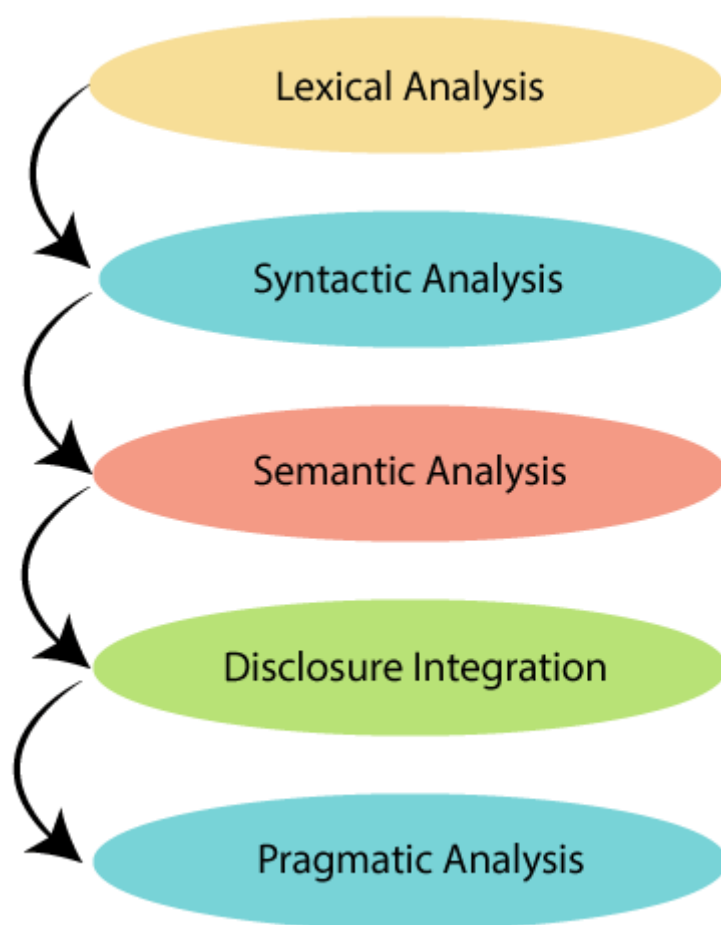 Lexical Analysis
Syntactic Analysis
Semantic Analysis
Disclosure Integration
Pragmatic Analysis